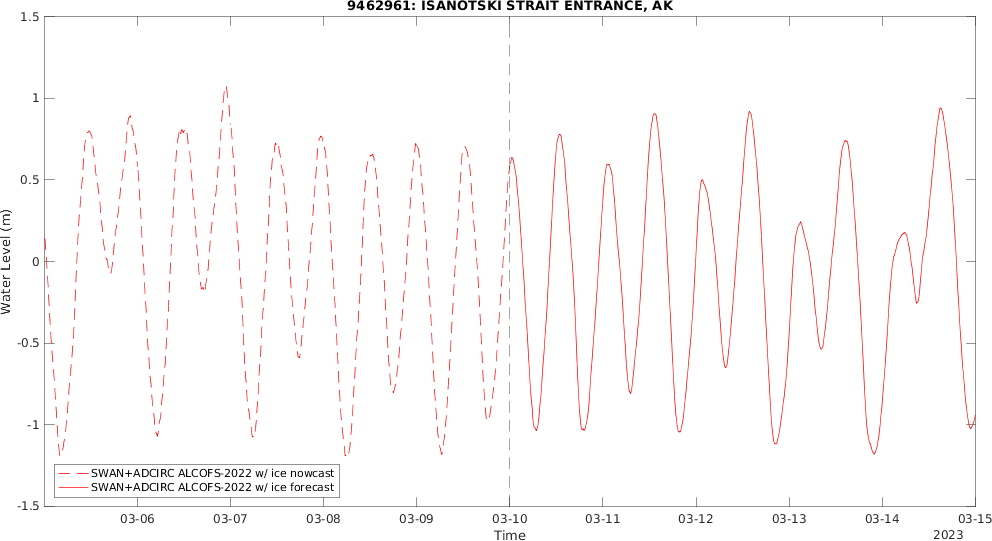 9462961: ISANOTSKI STRAIT ENTRANCE, AK
1.5
1
0.5
0
-0.5
-1
-1.5
Water Level (m)
SWAN+ADCIRC ALCOFS-2022 w/ ice nowcast
SWAN+ADCIRC ALCOFS-2022 w/ ice forecast
03-06 03-07 03-08 03-09 03-10 03-11 03-12 03-13 03-14 03-15
Time
2023